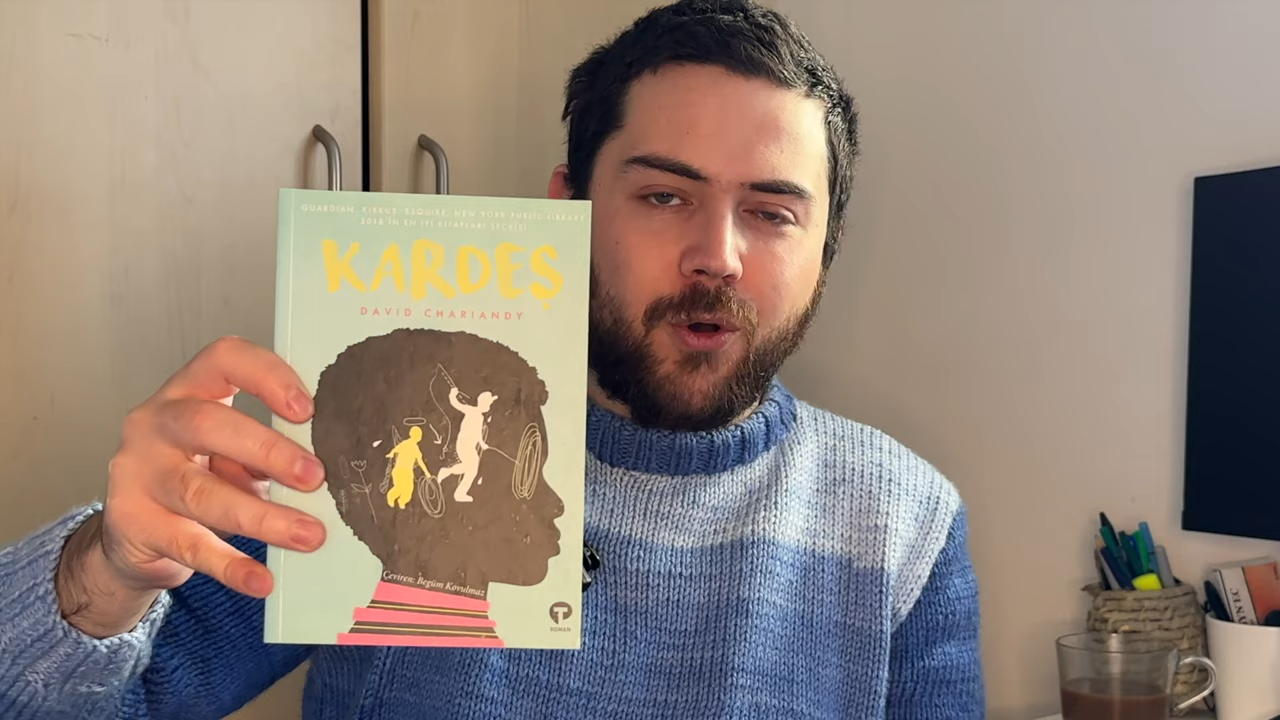 GUARDIAN, KIRKUS, ESQUIRE, NEW YORK PUBLIC LIBRARY
2018'İN EN İYİ KİTAPLARI SEÇKİSİ
KARDEŞ
DAVID CHARIANDY
Çeviren: Begüm Kovulmaz
T
ROMAN